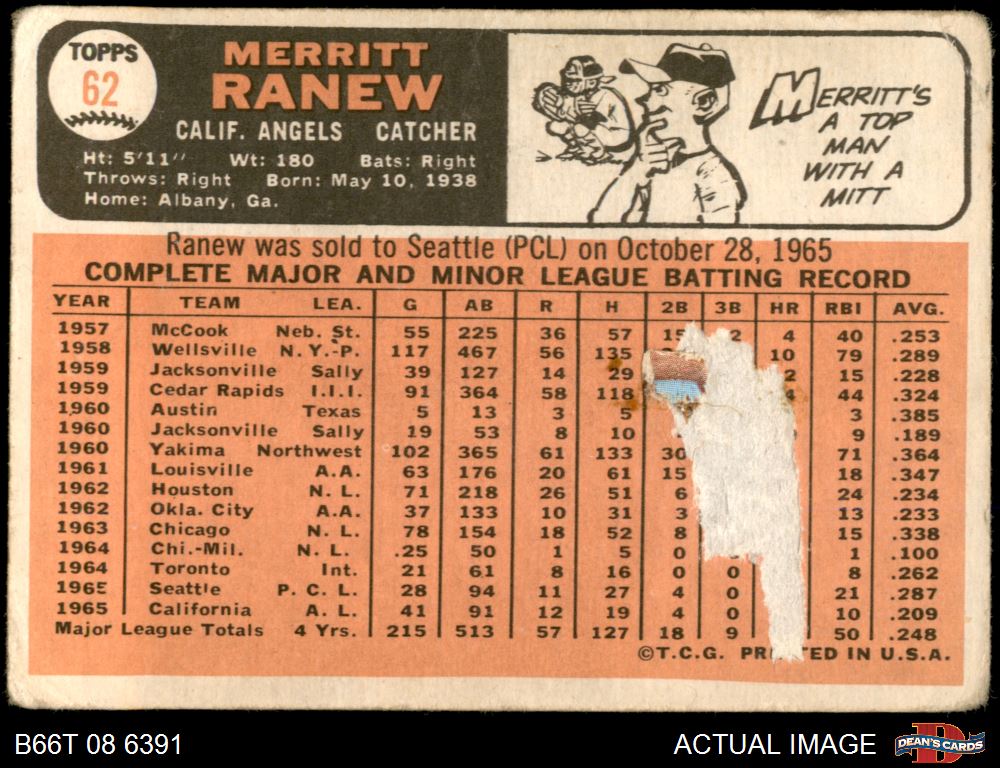 TOPPS
62
MERRITT
RANEW
CALIF. ANGELS CATCHER
Ht: 5'11" Wt: 180 Bats: Right
Throws: Right Born: May 10, 1938
Home: Albany, Ga.
MERRITT'S
A TOP
MAN
WITH A
MITT
Ranew was sold to Seattle (PCL) on October 28, 1965
COMPLETE MAJOR AND MINOR LEAGUE BATTING RECORD
YEAR TEAM LEA. G AB R H 2B 3B HR RBI AVG.
1957 McCook Neb. St. 55 225 36 57 15 2 4 40 .253
1958 Wellsville N.Y.-P. 117 467 56 135 10 79 .289
1959 Jacksonville Sally 39 127 14 29 2 15 .228
1959 Cedar Rapids I.I.I. 91 364 58 118 4 44 .324
1960 Austin Texas 5 13 3 5 3 .385
1960 Jacksonville Sally 19 53 8 10 9 .189
1960 Yakima Northwest 102 365 61 133 30 71 .364
1961 Louisville A.A. 63 176 20 61 15 18 .347
1962 Houston N. L. 71 218 26 51 6 24 .234
1962 Okla. City A.A. 37 133 10 31 3 13 .233
1963 Chicago N. L. 78 154 18 52 8 15 .338
1964 Chi.-Mil. N. L. .25 50 1 5 0 0 1 .100
1964 Toronto Int. 21 61 8 16 0 0 8 .262
1965 Seattle P. C. L. 28 94 11 27 4 0 21 .287
1965 California A. L. 41 91 12 19 4 0 10 .209
Major League Totals 4 Yrs. 215 513 57 127 18 9 50 .248
©T.C.G. PR TED IN U.S.A.
B66T 08 6391
ACTUAL IMAGE
D
DEAN'S CARDS